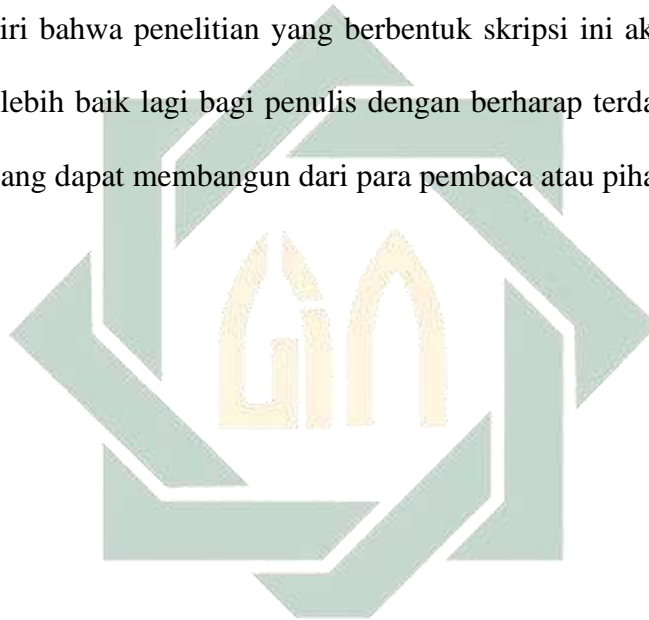 iri bahwa penelitian yang berbentuk skripsi ini ak
lebih baik lagi bagi penulis dengan berharap terda
ang dapat membangun dari para pembaca atau piha
UIN